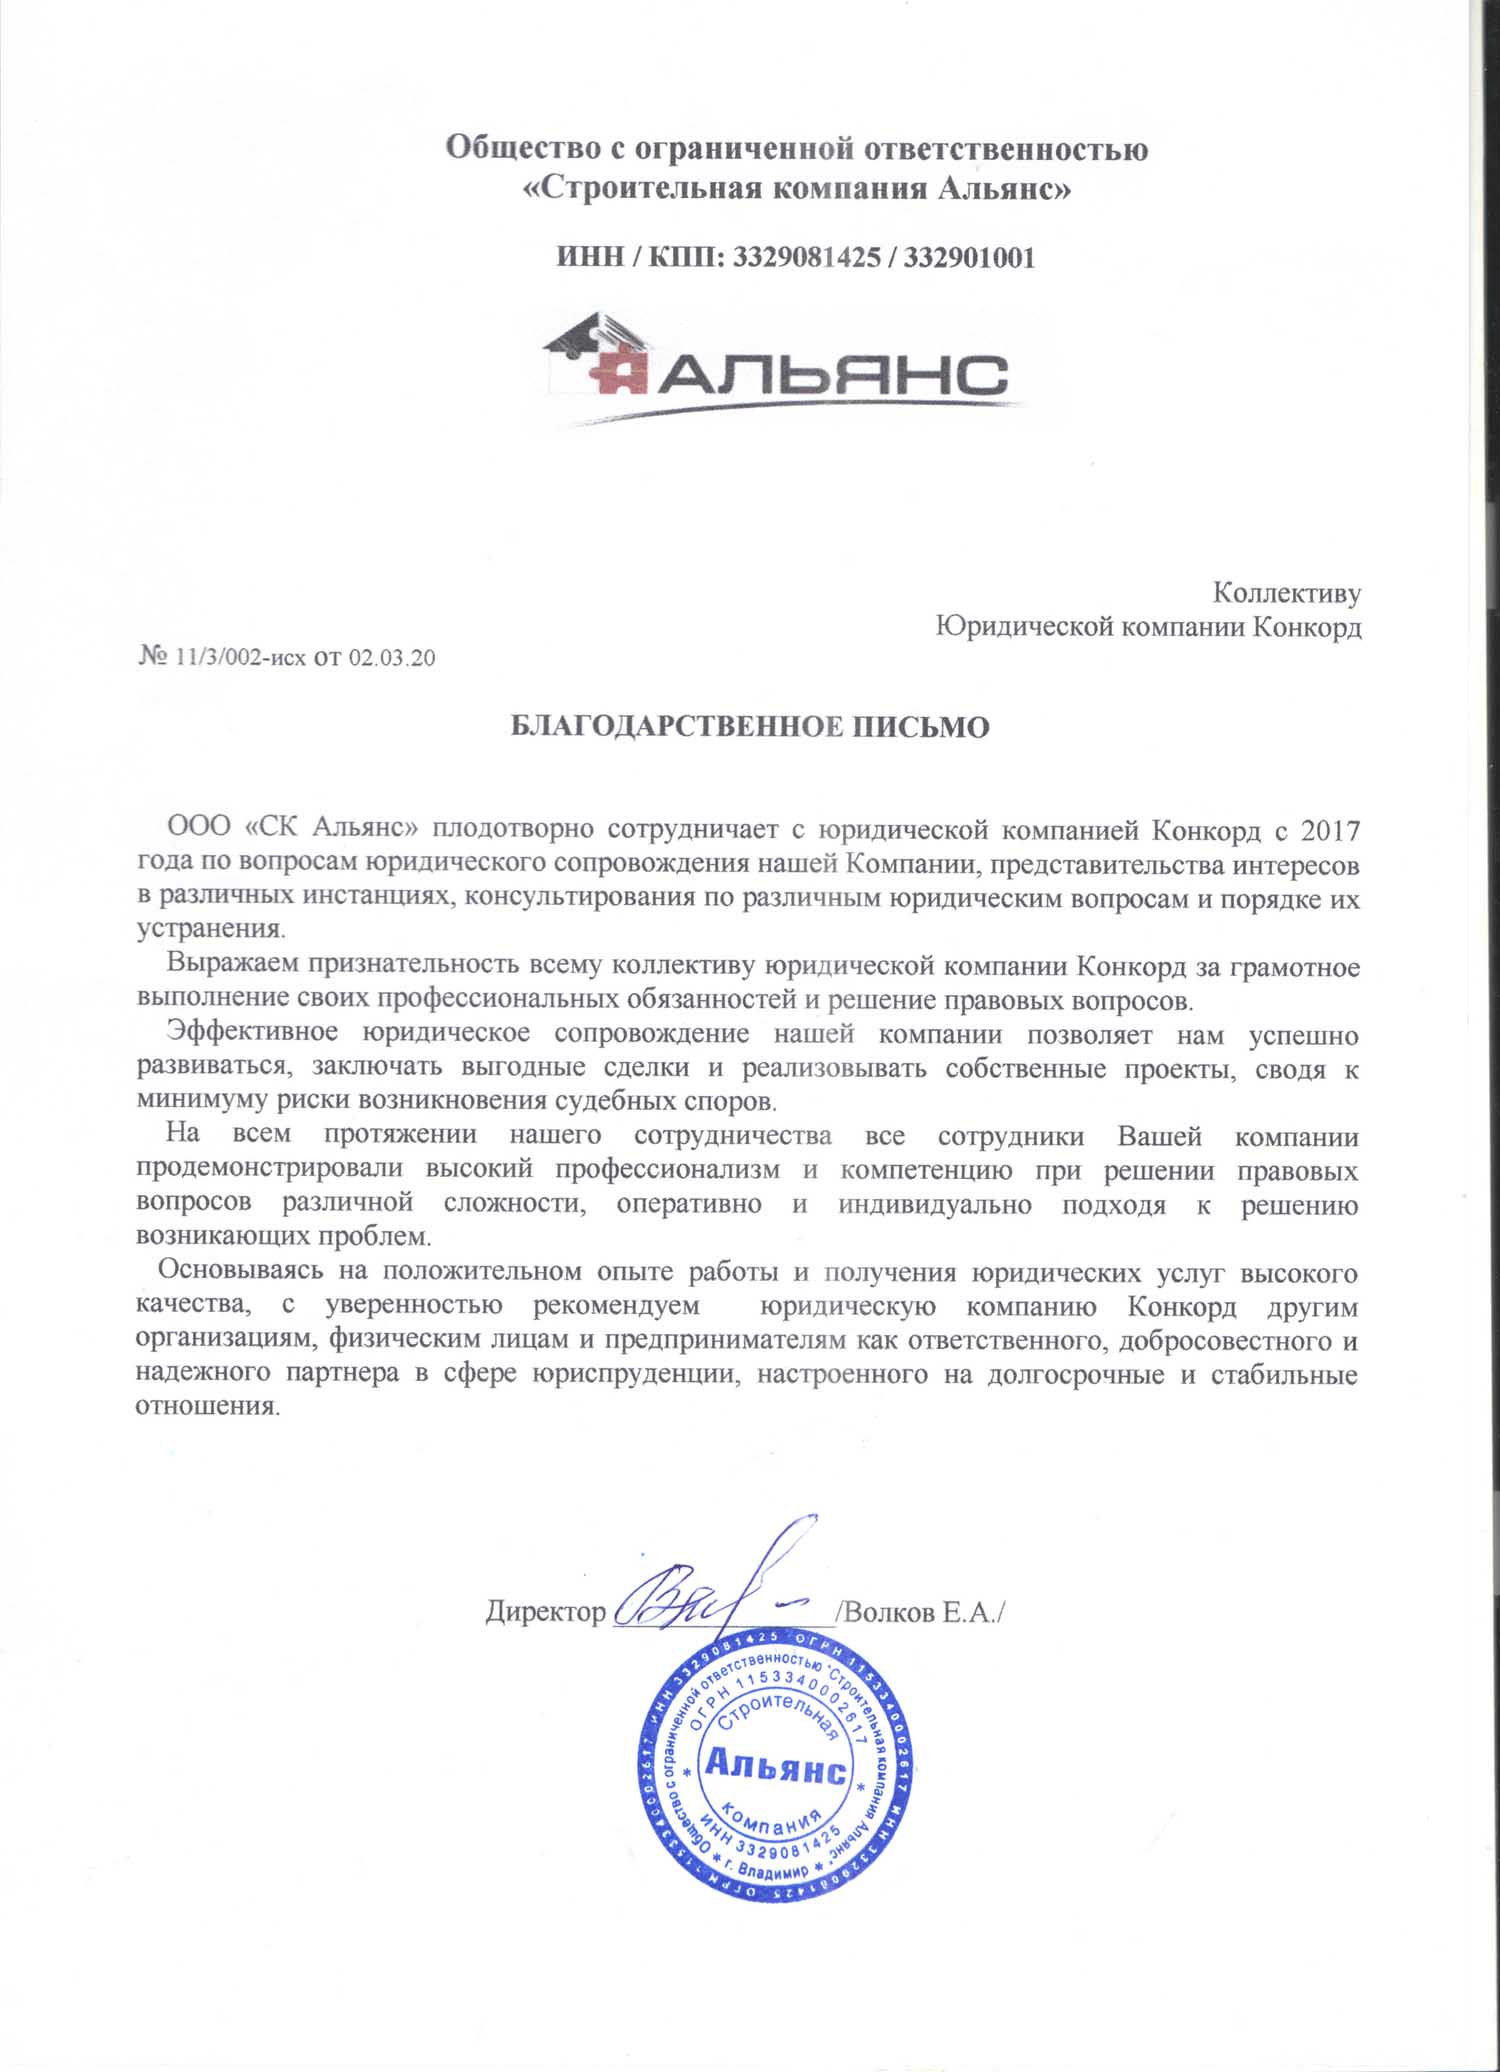 Общество с ограниченной ответственностью
«Строительная компания Альянс»
ИНН / КПП: 3329081425 / 332901001
АЛЬЯНС
Коллективу
Юридической компании Конкорд
№ 11/3/002-исх от 02.03.20
БЛАГОДАРСТВЕННОЕ ПИСЬМО
ООО «СК Альянс» плодотворно сотрудничает с юридической компанией Конкорд с 2017
года по вопросам юридического сопровождения нашей Компании, представительства интересов
в различных инстанциях, консультирования по различным юридическим вопросам и порядке их
устранения.
Выражаем признательность всему коллективу юридической компании Конкорд за грамотное
выполнение своих профессиональных обязанностей и решение правовых вопросов.
Эффективное юридическое сопровождение нашей компании позволяет нам успешно
развиваться, заключать выгодные сделки и реализовывать собственные проекты, сводя к
минимуму риски возникновения судебных споров.
На всем протяжении нашего сотрудничества все сотрудники Вашей компании
продемонстрировали высокий профессионализм и компетенцию при решении правовых
вопросов различной сложности, оперативно и индивидуально подходя к решению
возникающих проблем.
Основываясь на положительном опыте работы и получения юридических услуг высокого
качества, с уверенностью рекомендуем юридическую компанию Конкорд другим
организациям, физическим лицам и предпринимателям как ответственного, добросовестного и
надежного партнера в сфере юриспруденции, настроенного на долгосрочные и стабильные
отношения.
Директор /Волков Е.А./
ИНН 3329081425 ОГРН 1153340002617 ИНН 3329081425 ОГРН 1153340002617
Общество с ограниченной ответственностью "Строительная компания Альянс"
* г. Владимир *
ОГРН 1153340002617
* ИНН 3329081425 *
Строительная
Альянс
компания